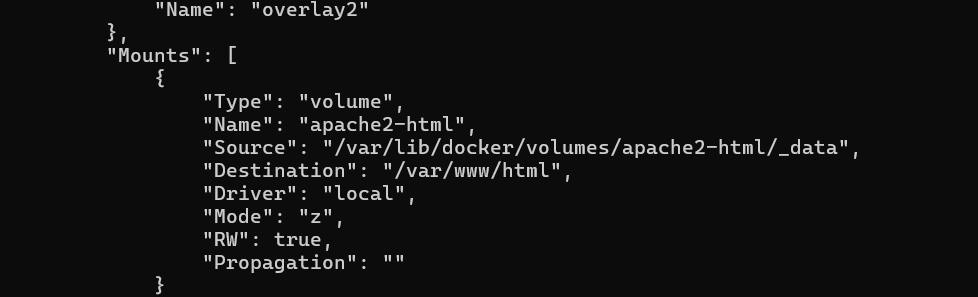 "Name": "overlay2"
},
"Mounts": [
{
"Type": "volume",
"Name": "apache2-html",
"Source": "/var/lib/docker/volumes/apache2-html/_data",
"Destination": "/var/www/html",
"Driver": "local",
"Mode": "z",
"RW": true,
"Propagation": ""
}